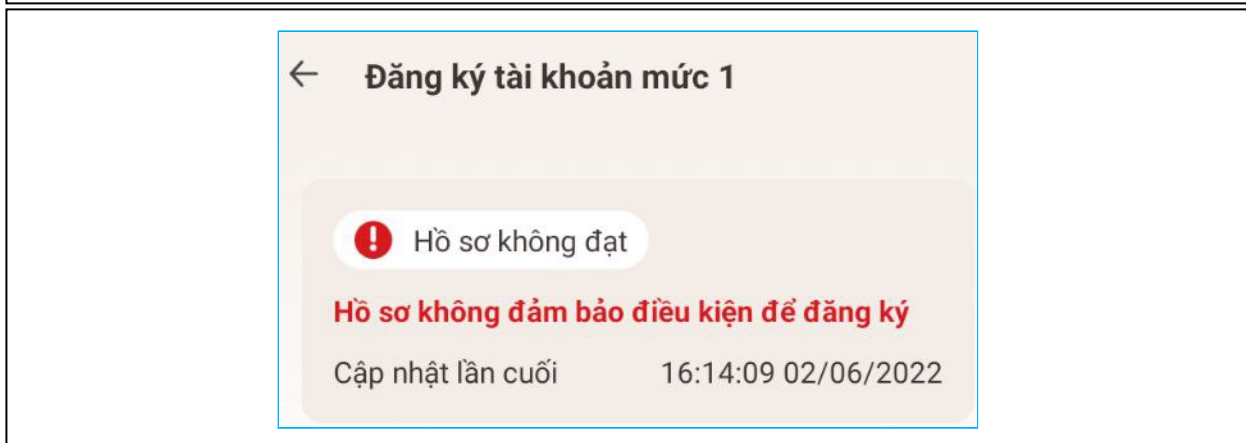 Đăng ký tài khoản mức 1
Hồ sơ không đạt
Hồ sơ không đảm bảo điều kiện để đăng ký
Cập nhật lần cuối 16:14:09 02/06/2022